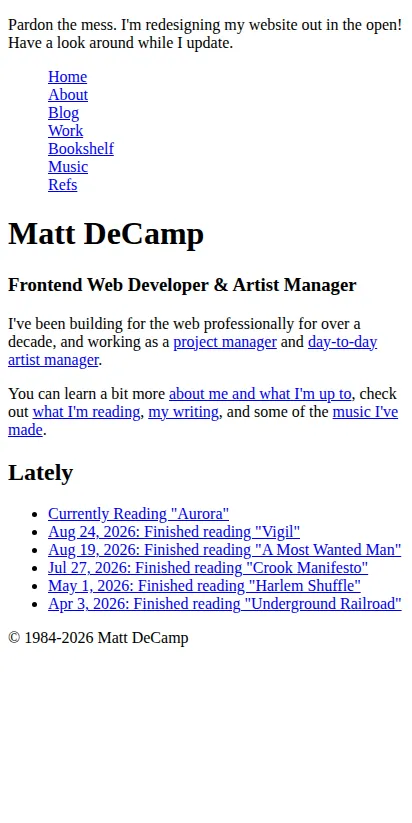 Pardon the mess. I'm redesigning my website out in the open!
Have a look around while I update.
Home
About
Blog
Work
Bookshelf
Music
Refs
Matt DeCamp
Frontend Web Developer & Artist Manager
I've been building for the web professionally for over a
decade, and working as a project manager and day-to-day
artist manager.
You can learn a bit more about me and what I'm up to, check
out what I'm reading, my writing, and some of the music I've
made.
Lately
Currently Reading "Aurora"
Aug 24, 2026: Finished reading "Vigil"
Aug 19, 2026: Finished reading "A Most Wanted Man"
Jul 27, 2026: Finished reading "Crook Manifesto"
May 1, 2026: Finished reading "Harlem Shuffle"
Apr 3, 2026: Finished reading "Underground Railroad"
© 1984-2026 Matt DeCamp